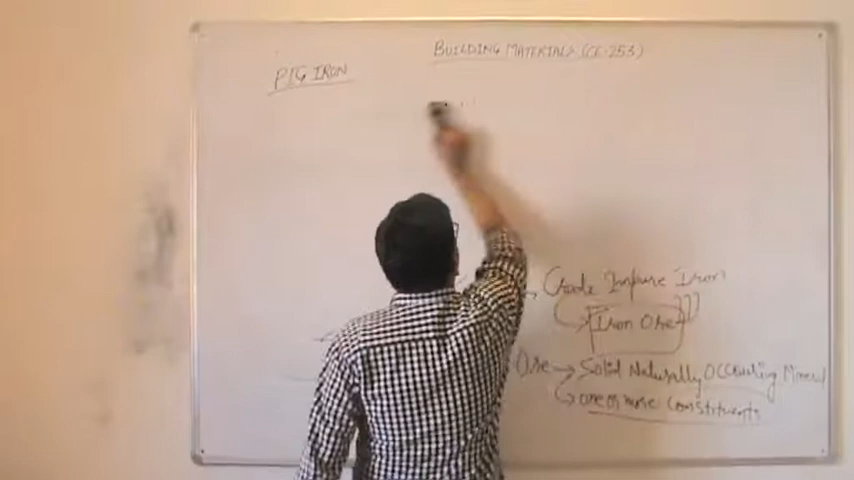 BUILDING MATERIALS (CE-253)
PIG IRON
Crude Impure Iron
Iron Ore
Ore → Solid Naturally Occurring Mineral
one or more Constituents